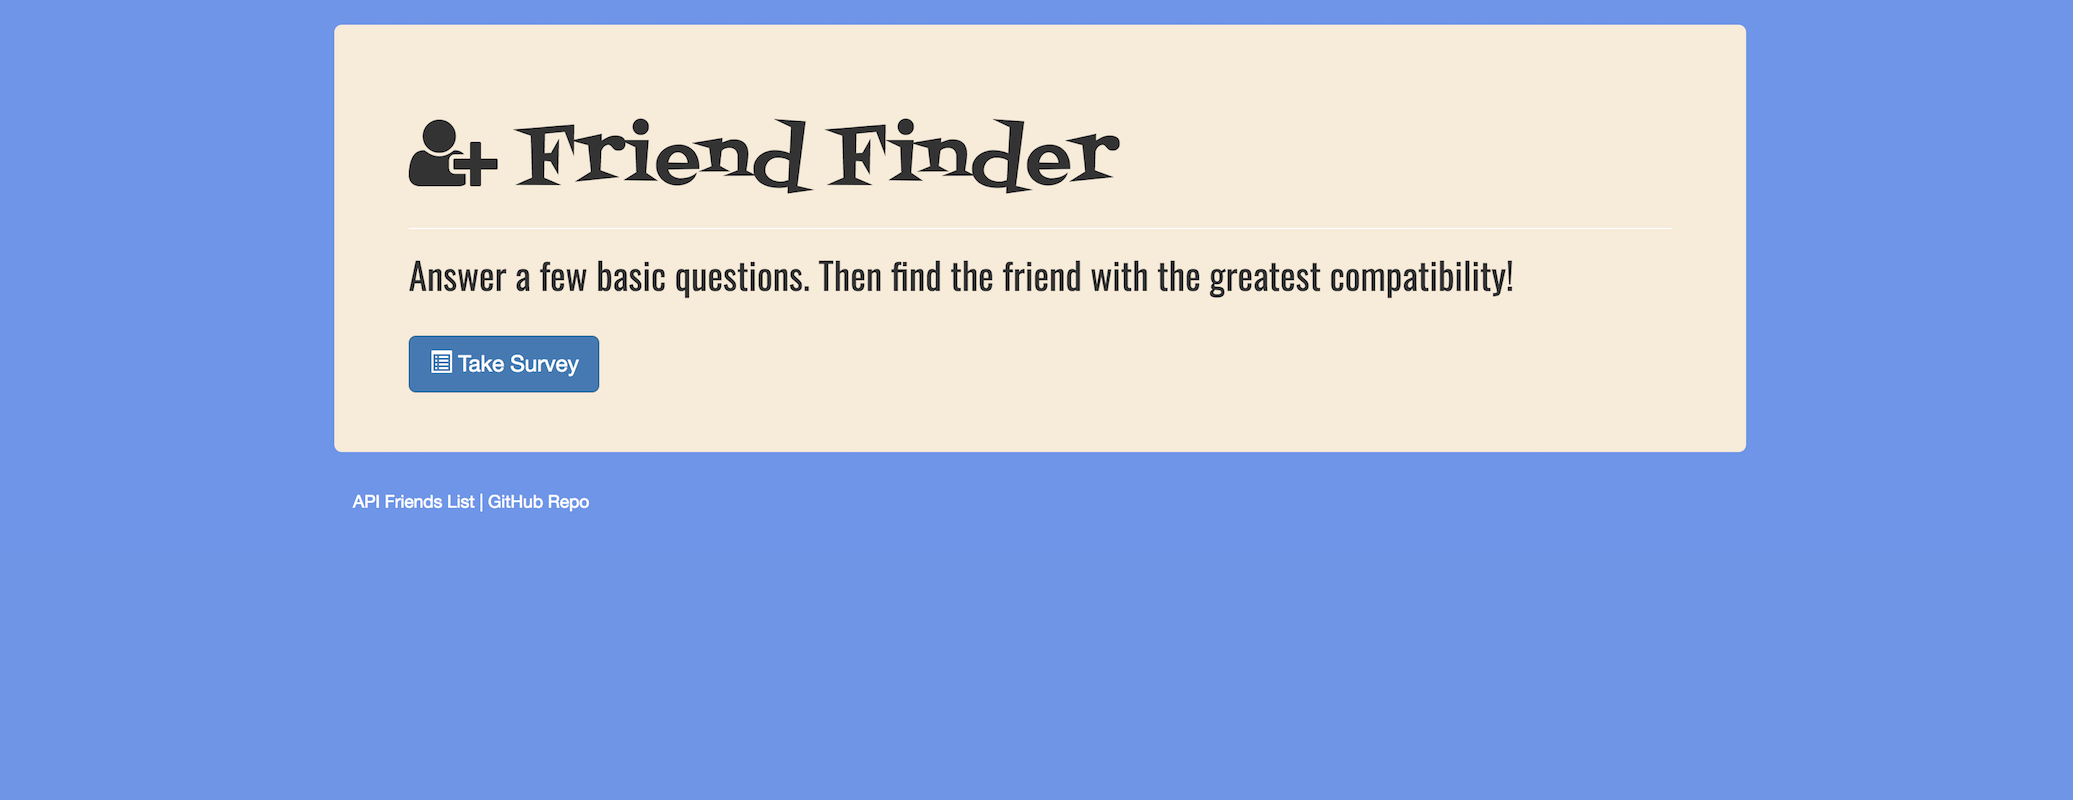 Friend Finder
Answer a few basic questions. Then find the friend with the greatest compatibility!
Take Survey
API Friends List | GitHub Repo